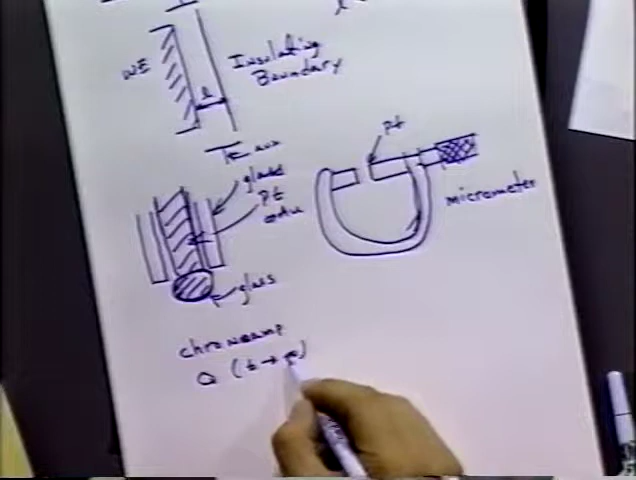 WE
Insulating
Boundary
l
glass
Pt
Pt
micrometer
glass
chronoamp
Q (t → ∞)